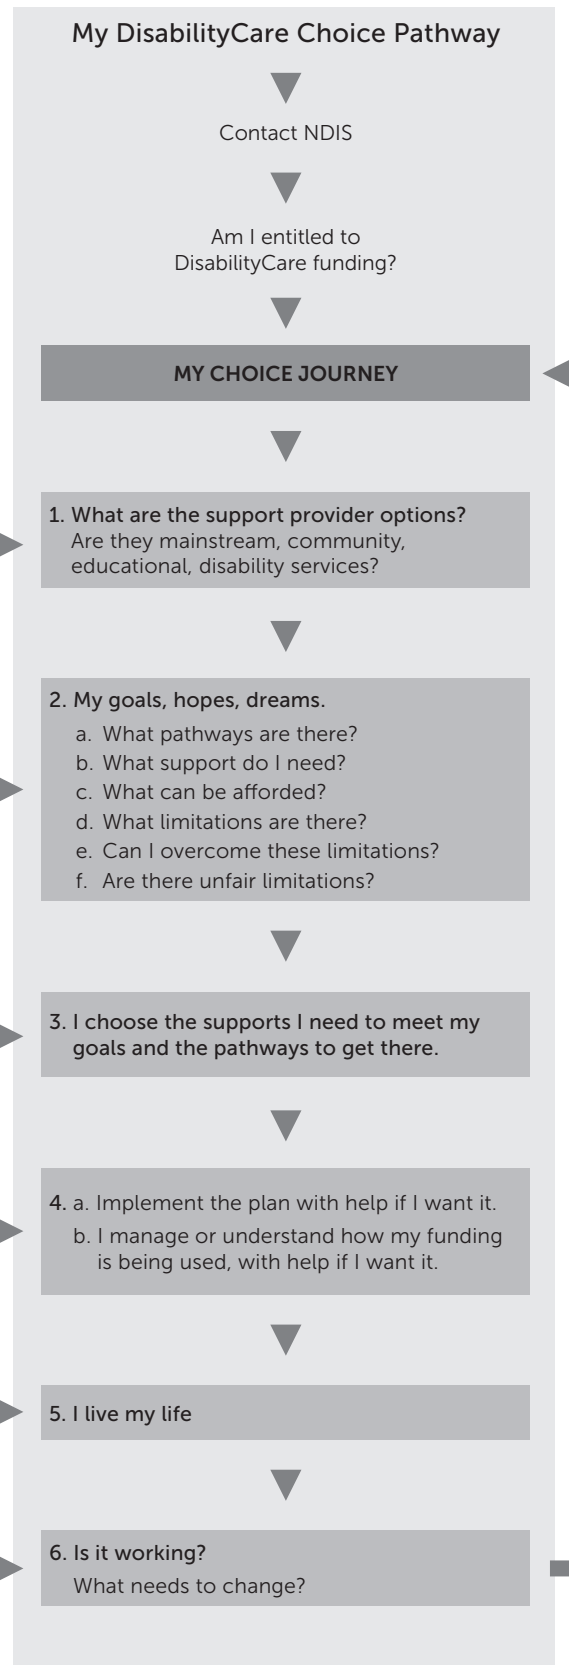 My DisabilityCare Choice Pathway
Contact NDIS
Am I entitled to
DisabilityCare funding?
MY CHOICE JOURNEY
1. What are the support provider options?
Are they mainstream, community,
educational, disability services?
2. My goals, hopes, dreams.
a. What pathways are there?
b. What support do I need?
c. What can be afforded?
d. What limitations are there?
e. Can I overcome these limitations?
f. Are there unfair limitations?
3. I choose the supports I need to meet my
goals and the pathways to get there.
4. a. Implement the plan with help if I want it.
b. I manage or understand how my funding
is being used, with help if I want it.
5. I live my life
6. Is it working?
What needs to change?